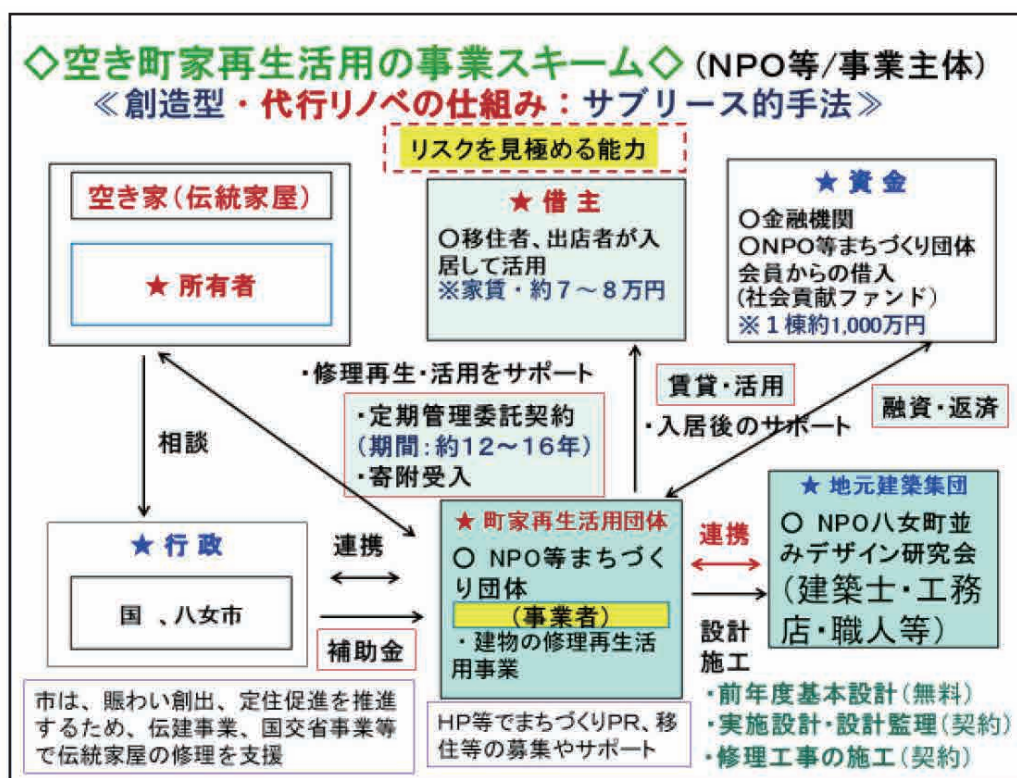 ◇空き町家再生活用の事業スキーム◇ (NPO等/事業主体)
≪創造型・代行リノベの仕組み：サブリース的手法≫
リスクを見極める能力
空き家(伝統家屋)
★ 所有者
★ 借主
○移住者、出店者が入
居して活用
※家賃・約７～８万円
★ 資金
○金融機関
○NPO等まちづくり団体
会員からの借入
(社会貢献ファンド)
※１棟約1,000万円
・修理再生・活用をサポート
相談
・定期管理委託契約
(期間：約12～16年)
・寄附受入
賃貸・活用
・入居後のサポート
融資・返済
★ 行政
国 、八女市
連携
補助金
★ 町家再生活用団体
○ NPO等まちづく
り団体
(事業者)
・建物の修理再生活
用事業
連携
設計
施工
★ 地元建築集団
○ NPO八女町並
みデザイン研究会
(建築士・工務
店・職人等)
市は、賑わい創出、定住促進を推進
するため、伝建事業、国交省事業等
で伝統家屋の修理を支援
HP等でまちづくりPR、移
住等の募集やサポート
・前年度基本設計(無料)
・実施設計・設計監理(契約)
・修理工事の施工(契約)